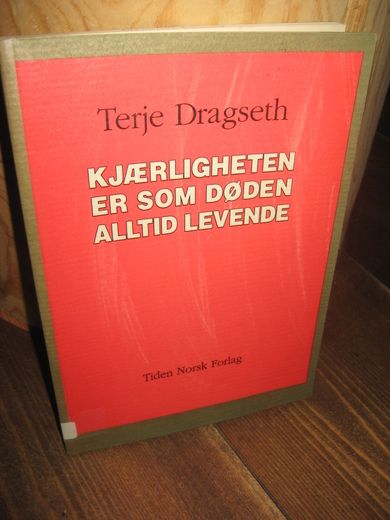 Terje Dragseth
KJÆRLIGHETEN
ER SOM DØDEN
ALLTID LEVENDE
Tiden Norsk Forlag